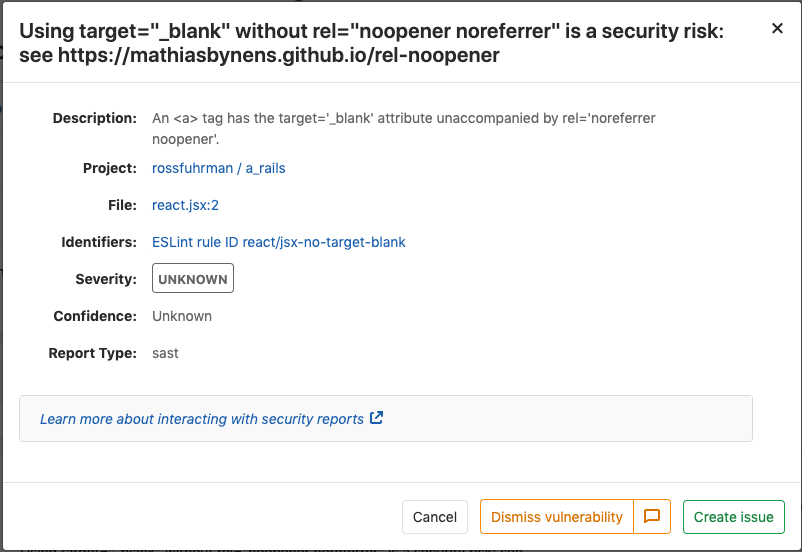 Using target="_blank" without rel="noopener noreferrer" is a security risk:
see https://mathiasbynens.github.io/rel-noopener
Description: An <a> tag has the target='_blank' attribute unaccompanied by rel='noreferrer
noopener'.
Project: rossfuhrman / a_rails
File: react.jsx:2
Identifiers: ESLint rule ID react/jsx-no-target-blank
Severity: UNKNOWN
Confidence: Unknown
Report Type: sast
Learn more about interacting with security reports
Cancel Dismiss vulnerability Create issue